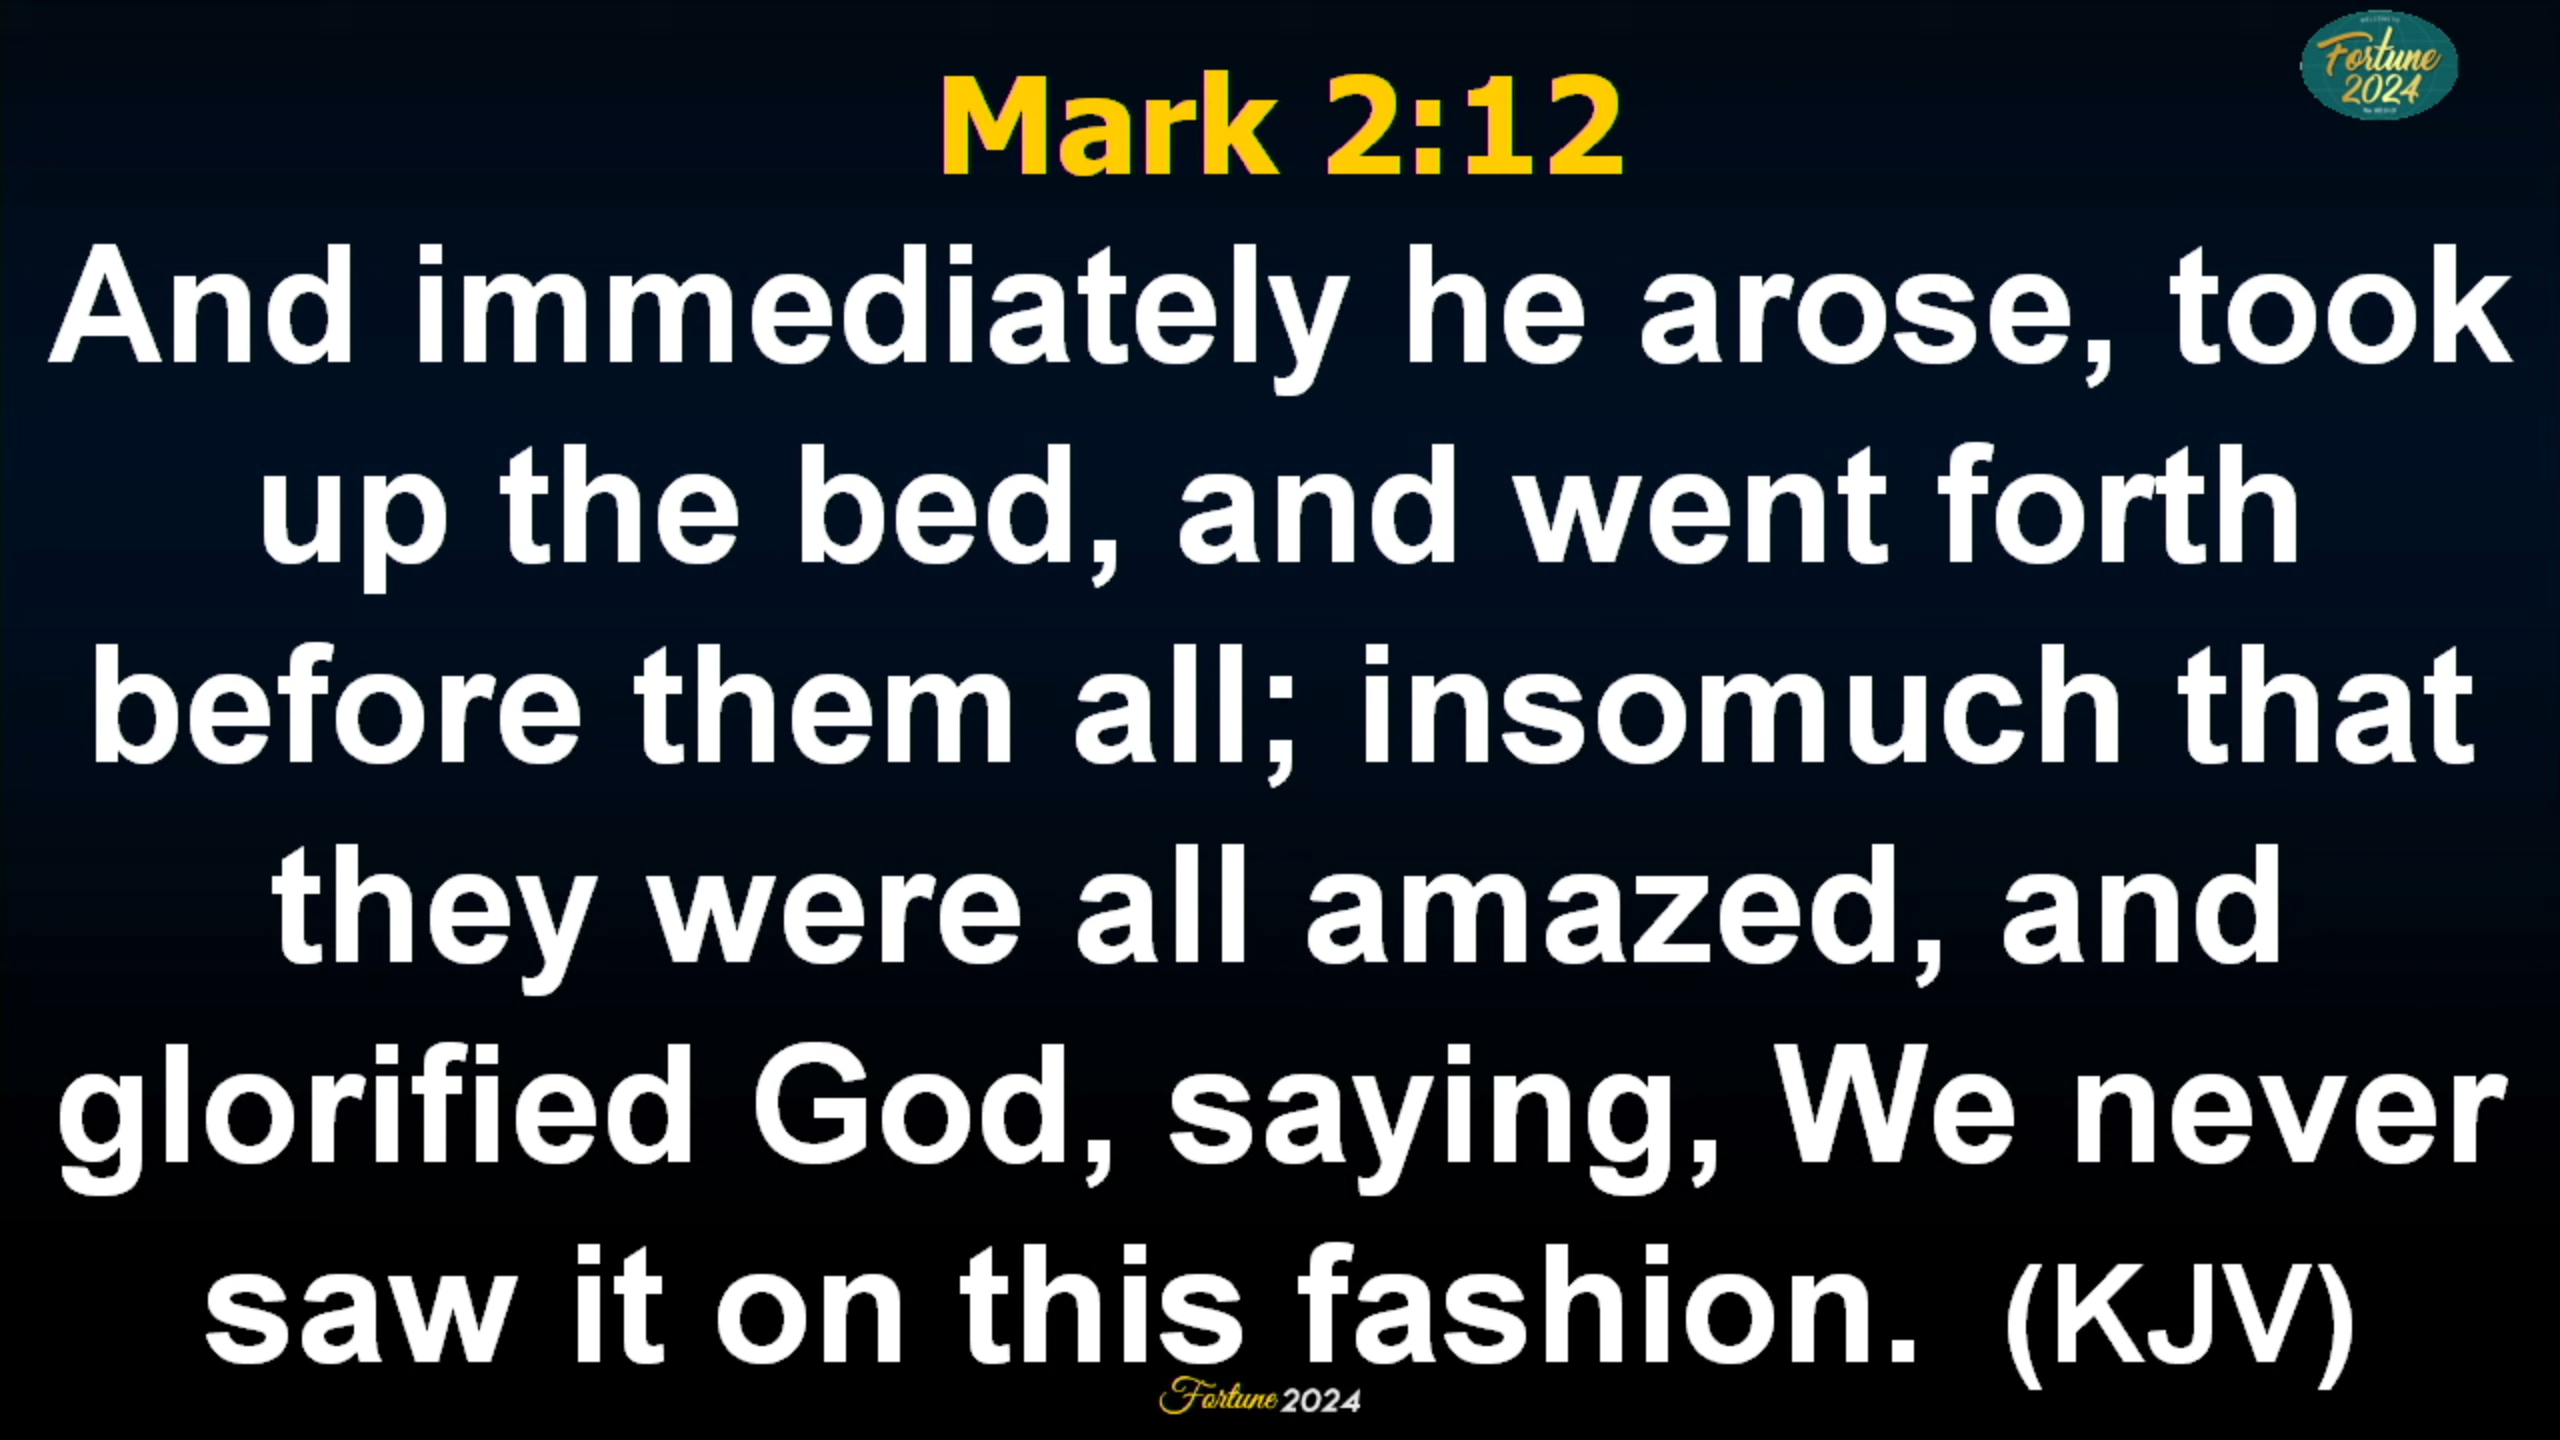 Fortune
2024
Mark 2:12
And immediately he arose, took
up the bed, and went forth
before them all; insomuch that
they were all amazed, and
glorified God, saying, We never
saw it on this fashion. (KJV)
Fortune 2024